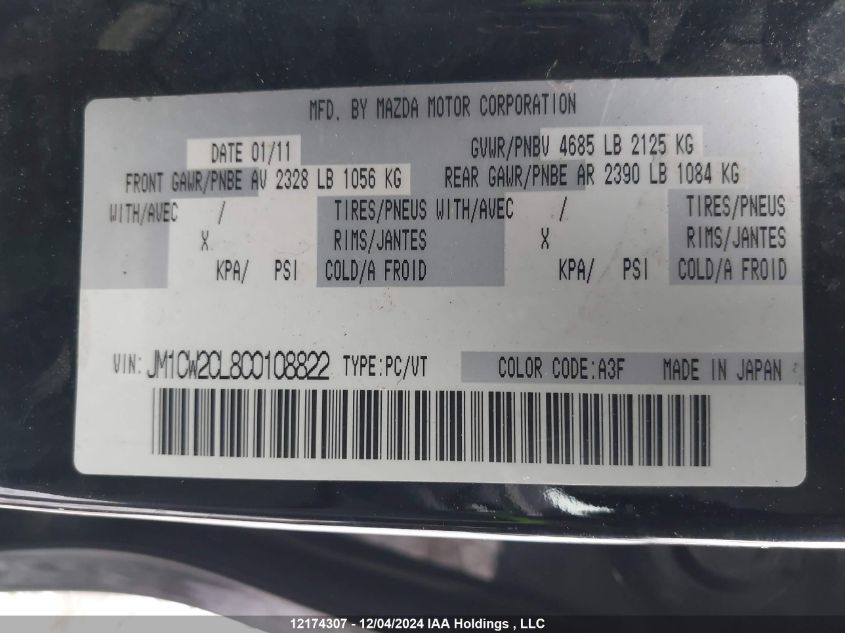 MFD. BY MAZDA MOTOR CORPORATION
DATE 01/11 GVWR/PNBV 4685 LB 2125 KG
FRONT GAWR/PNBE AV 2328 LB 1056 KG REAR GAWR/PNBE AR 2390 LB 1084 KG
WITH/AVEC / TIRES/PNEUS WITH/AVEC / TIRES/PNEUS
X RIMS/JANTES X RIMS/JANTES
KPA/ PSI COLD/A FROID KPA/ PSI COLD/A FROID
VIN: JM1CW2CL8C0108822 TYPE:PC/VT COLOR CODE:A3F MADE IN JAPAN
12174307 - 12/04/2024 IAA Holdings , LLC